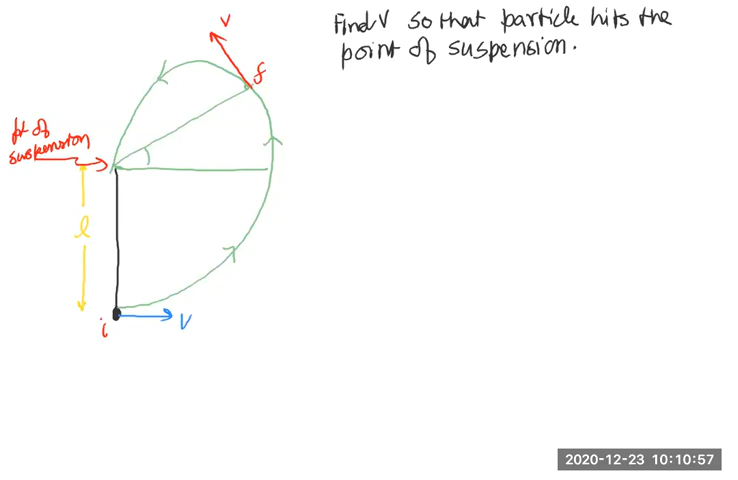 Find V so that particle hits the
point of suspension.
v
f
pt of
suspension
l
i
V
2020-12-23 10:10:57